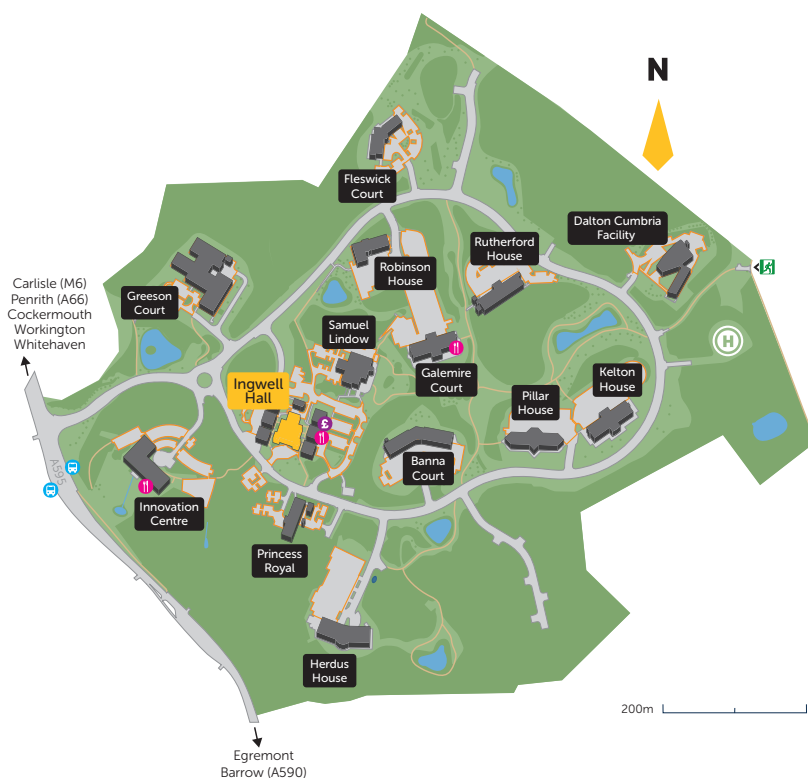 N
Fleswick
Court
Dalton Cumbria
Facility
Rutherford
House
Robinson
House
Greeson
Court
Carlisle (M6)
Penrith (A66)
Cockermouth
Workington
Whitehaven
Samuel
Lindow
H
Galemire
Court
Kelton
House
Ingwell
Hall
Pillar
House
£
Banna
Court
A595
Innovation
Centre
Princess
Royal
Herdus
House
200m
Egremont
Barrow (A590)